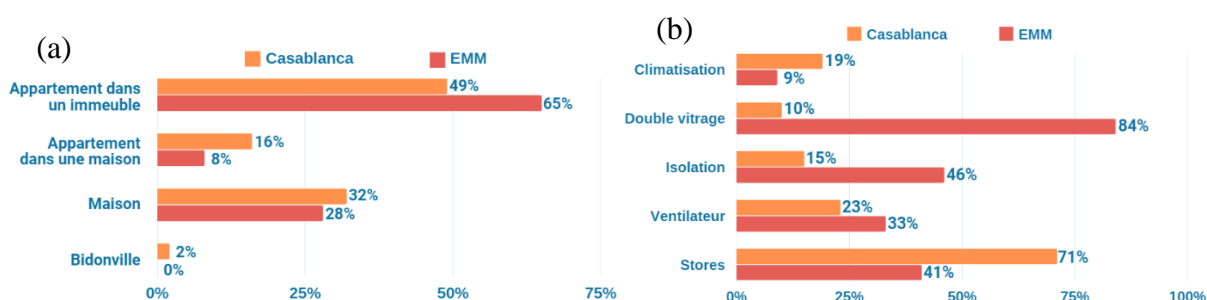 (a)
Casablanca EMM
Appartement dans
un immeuble
49%
65%
Appartement
dans une maison
16%
8%
Maison
32%
28%
Bidonville
2%
0%
0% 25% 50% 75%
(b)
Casablanca EMM
Climatisation
19%
9%
Double vitrage
10%
84%
Isolation
15%
46%
Ventilateur
23%
33%
Stores
71%
41%
0% 25% 50% 75% 100%